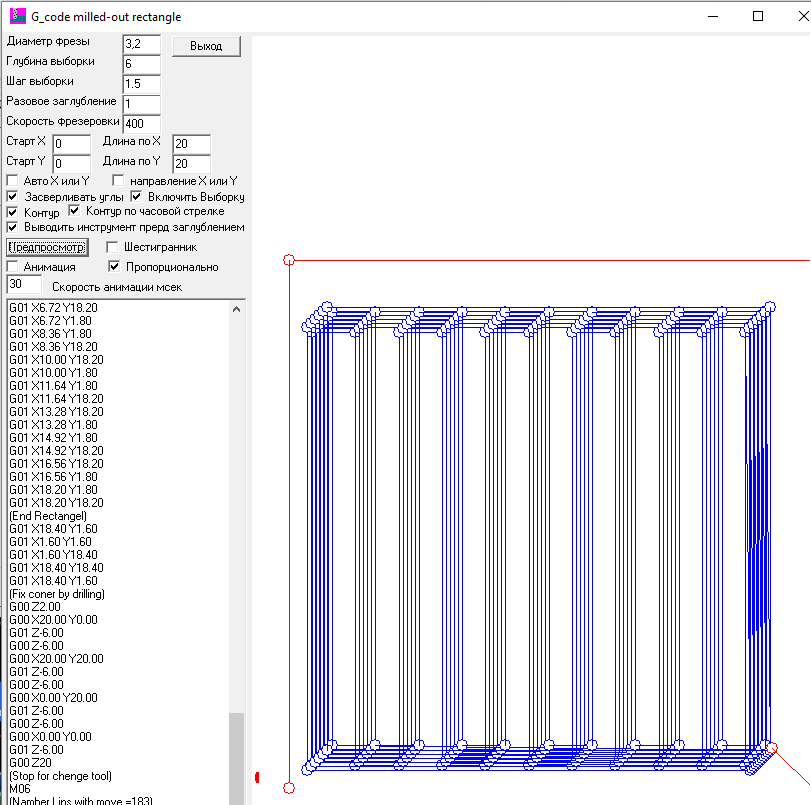 G_code milled-out rectangle
Диаметр фрезы 3,2 Выход
Глубина выборки 6
Шаг выборки 1.5
Разовое заглубление 1
Скорость фрезеровки 400
Старт X 0 Длина по X 20
Старт Y 0 Длина по Y 20
Авто X или Y направление X или Y
Засверливать углы Включить Выборку
Контур Контур по часовой стрелке
Выводить инструмент прерд заглублением
Предпросмотр Шестигранник
Анимация Пропорционально
30 Скорость анимации мсек
G01 X6.72 Y18.20
G01 X6.72 Y1.80
G01 X8.36 Y1.80
G01 X8.36 Y18.20
G01 X10.00 Y18.20
G01 X10.00 Y1.80
G01 X11.64 Y1.80
G01 X11.64 Y18.20
G01 X13.28 Y18.20
G01 X13.28 Y1.80
G01 X14.92 Y1.80
G01 X14.92 Y18.20
G01 X16.56 Y18.20
G01 X16.56 Y1.80
G01 X18.20 Y1.80
G01 X18.20 Y18.20
(End Rectangel)
G01 X18.40 Y1.60
G01 X1.60 Y1.60
G01 X1.60 Y18.40
G01 X18.40 Y18.40
G01 X18.40 Y1.60
(Fix coner by drilling)
G00 Z2.00
G00 X20.00 Y0.00
G01 Z-6.00
G00 Z-6.00
G00 X20.00 Y20.00
G01 Z-6.00
G00 Z-6.00
G00 X0.00 Y20.00
G01 Z-6.00
G00 Z-6.00
G00 X0.00 Y0.00
G01 Z-6.00
G00 Z20
(Stop for chenge tool)
M06
(Namber Lins with move =183)